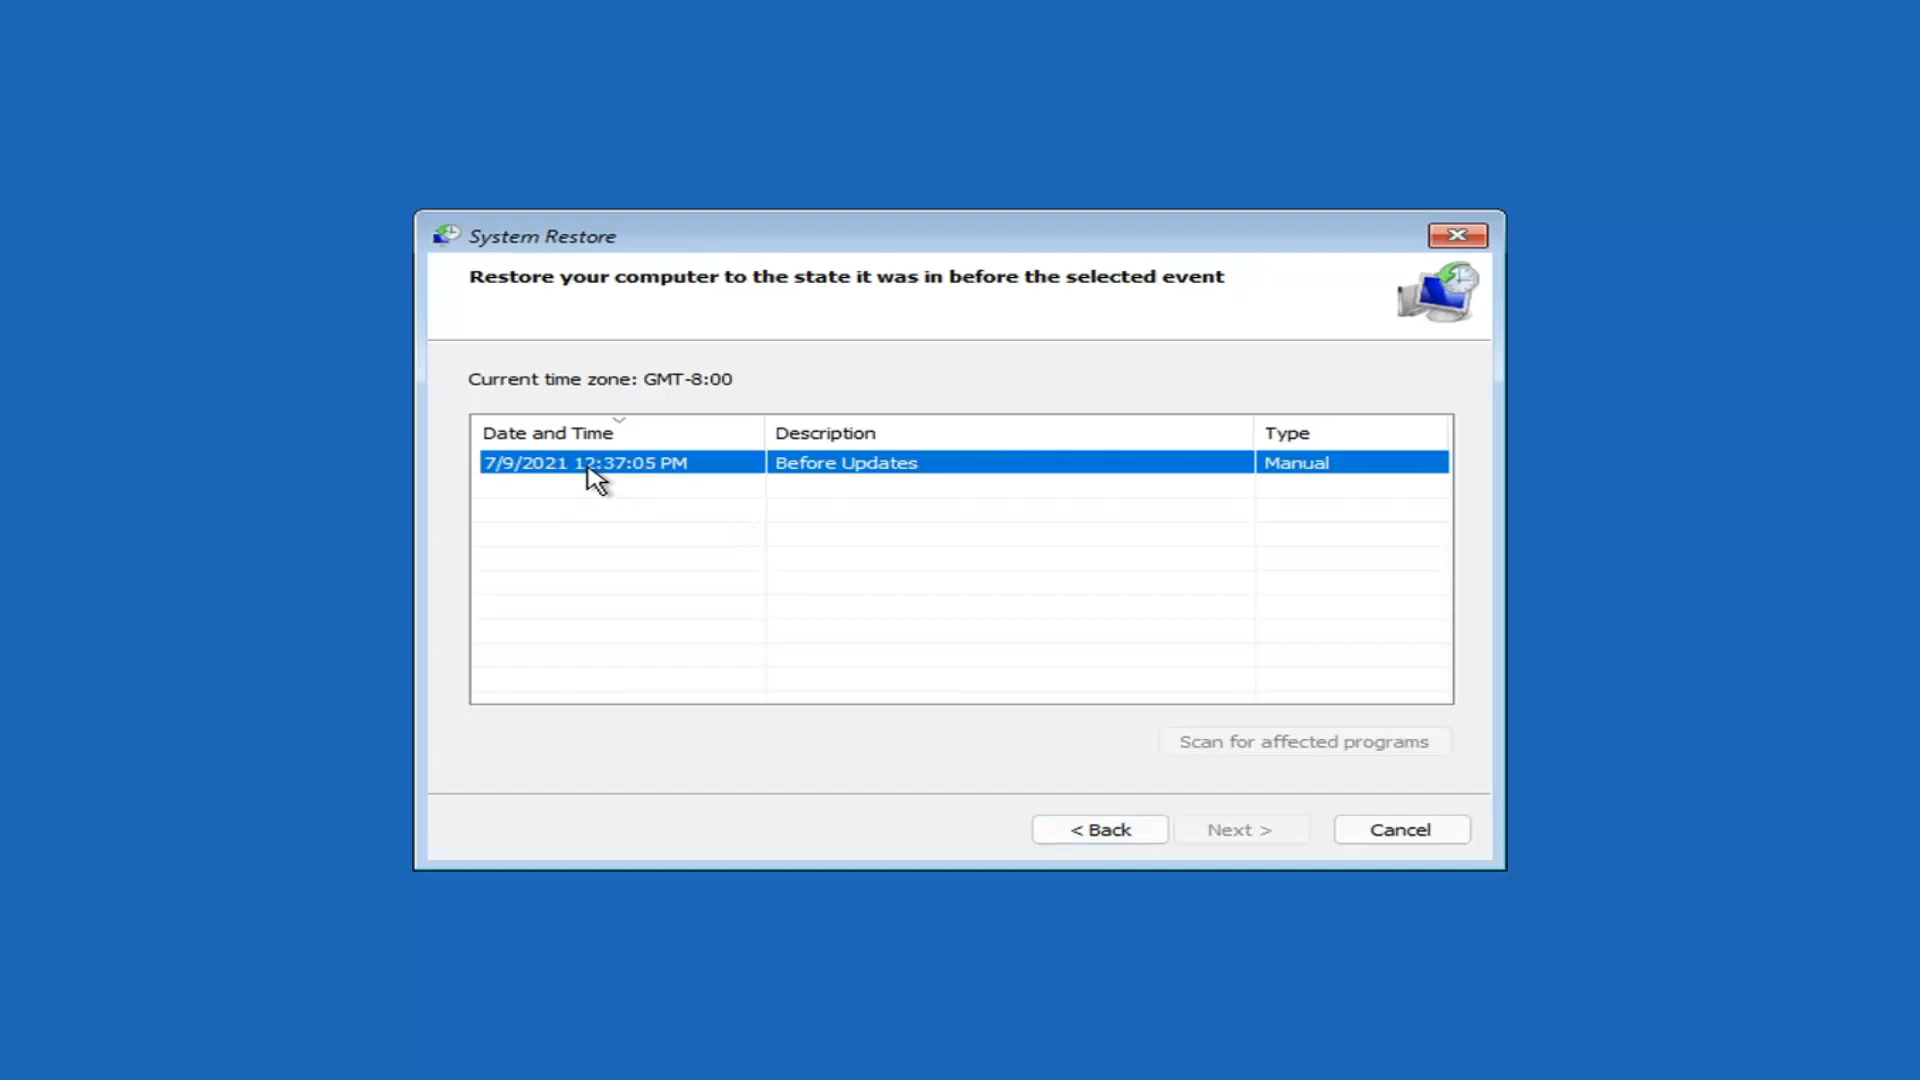 System Restore
Restore your computer to the state it was in before the selected event
Current time zone: GMT-8:00
Date and Time Description Type
7/9/2021 12:37:05 PM Before Updates Manual
Scan for affected programs
< Back Next > Cancel